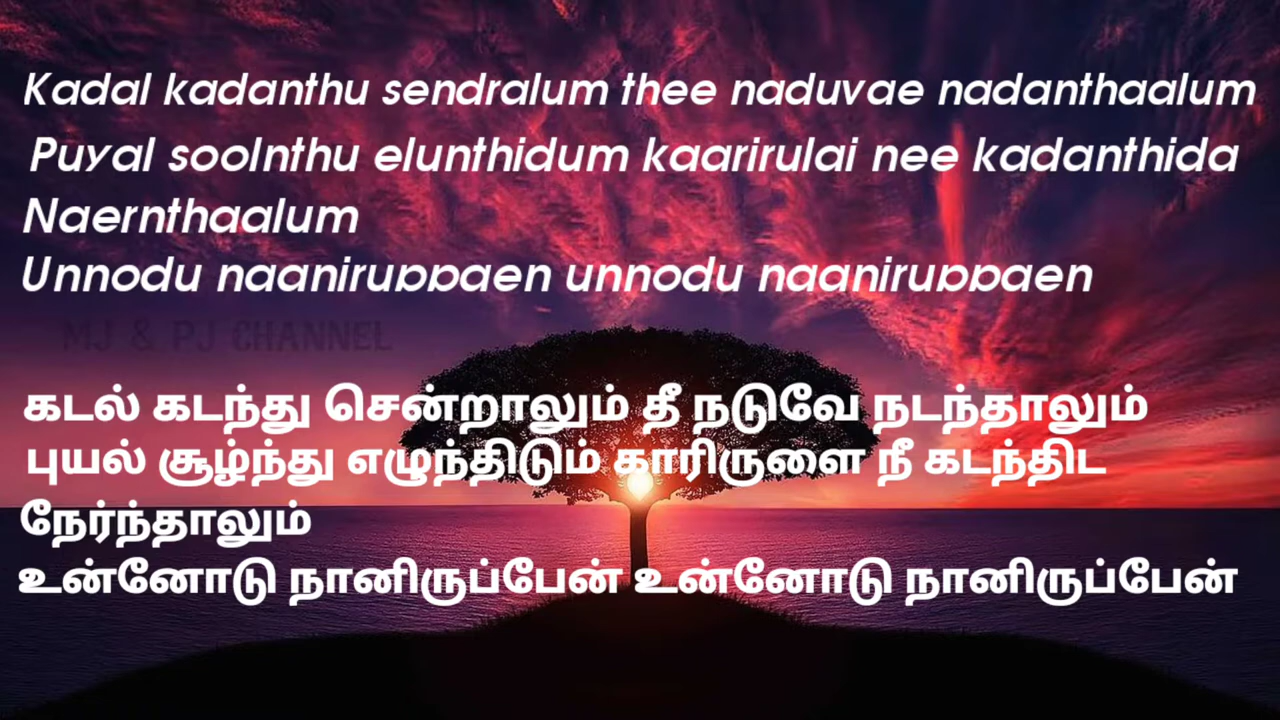 Kadal kadanthu sendralum thee naduvae nadanthaalum
Puyal soolnthu elunthidum kaarirulai nee kadanthida
Naernthaalum
Unnodu naaniruppaen unnodu naaniruppaen
MJ & PJ CHANNEL
கடல் கடந்து சென்றாலும் தீ நடுவே நடந்தாலும்
புயல் சூழ்ந்து எழுந்திடும் காரிருளை நீ கடந்திட
நேர்ந்தாலும்
உன்னோடு நானிருப்பேன் உன்னோடு நானிருப்பேன்